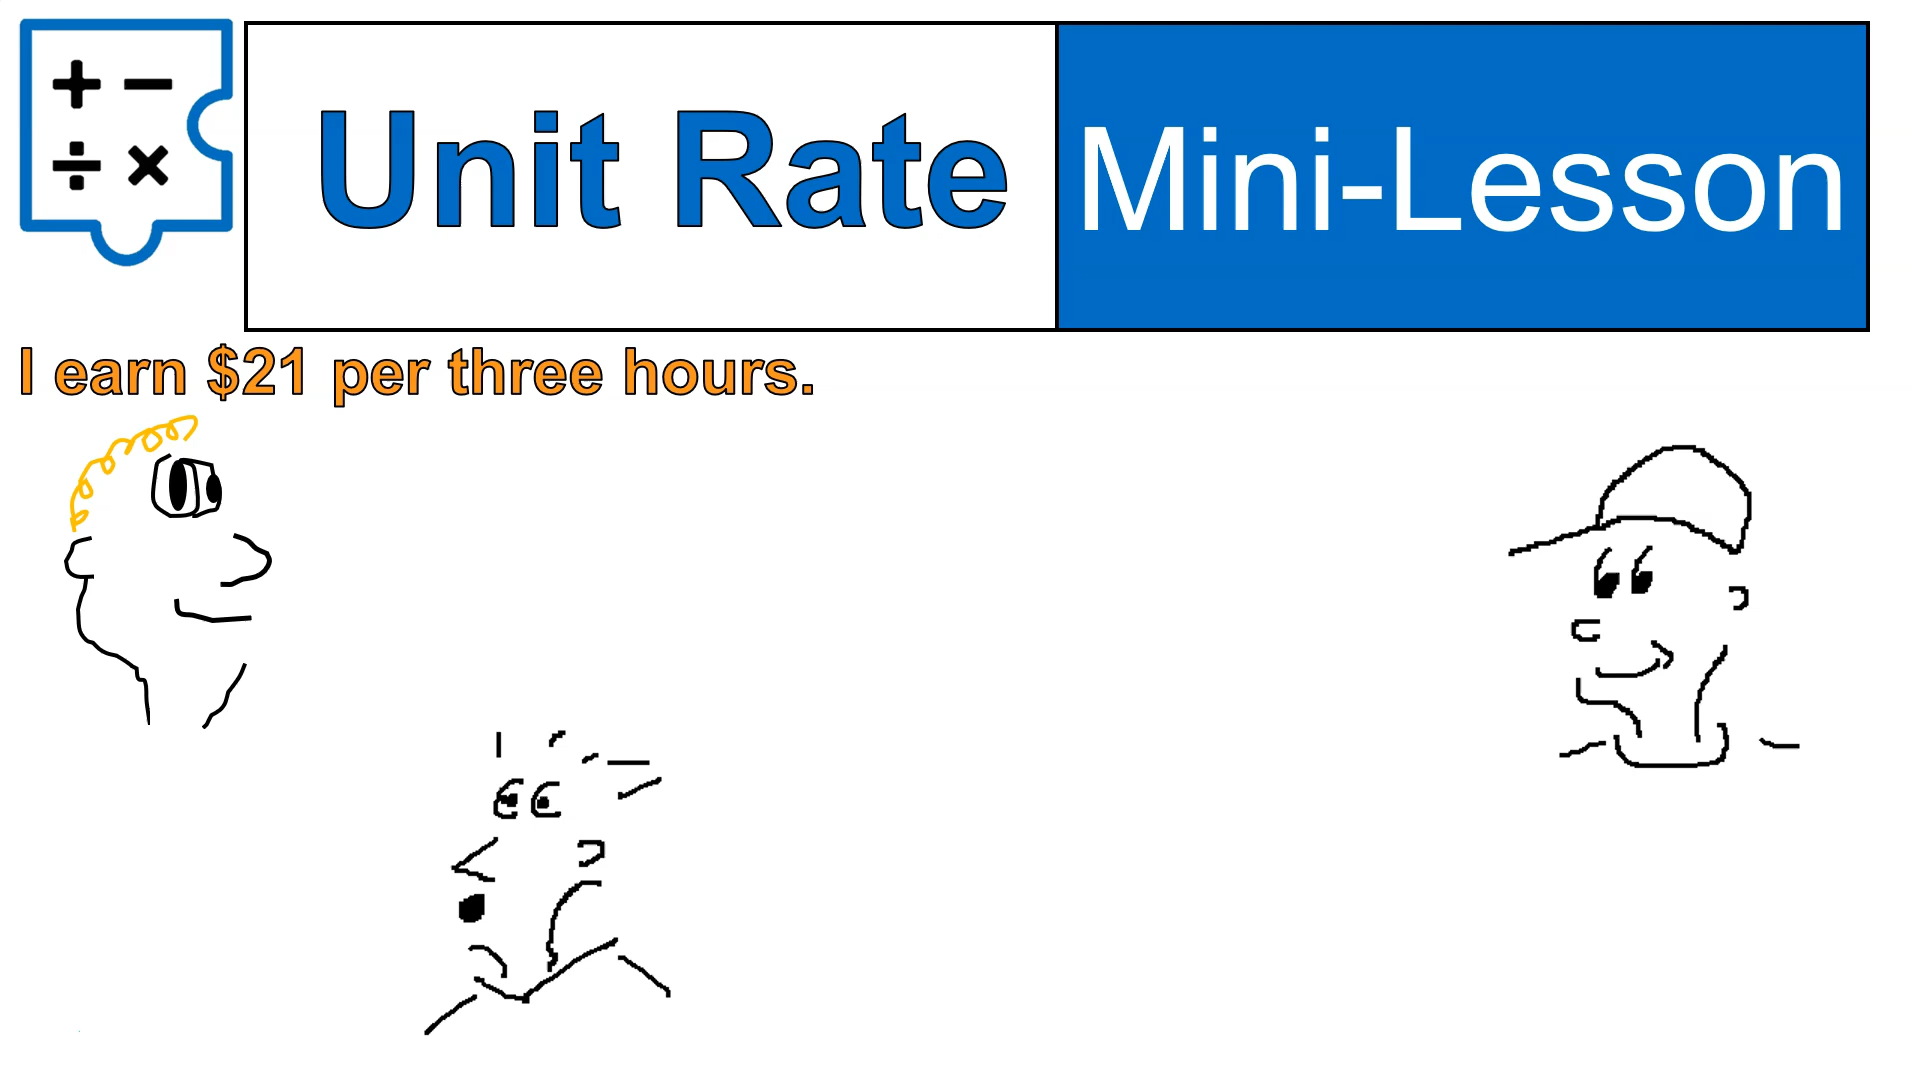 + −
÷ ×
Unit Rate Mini-Lesson
I earn $21 per three hours.